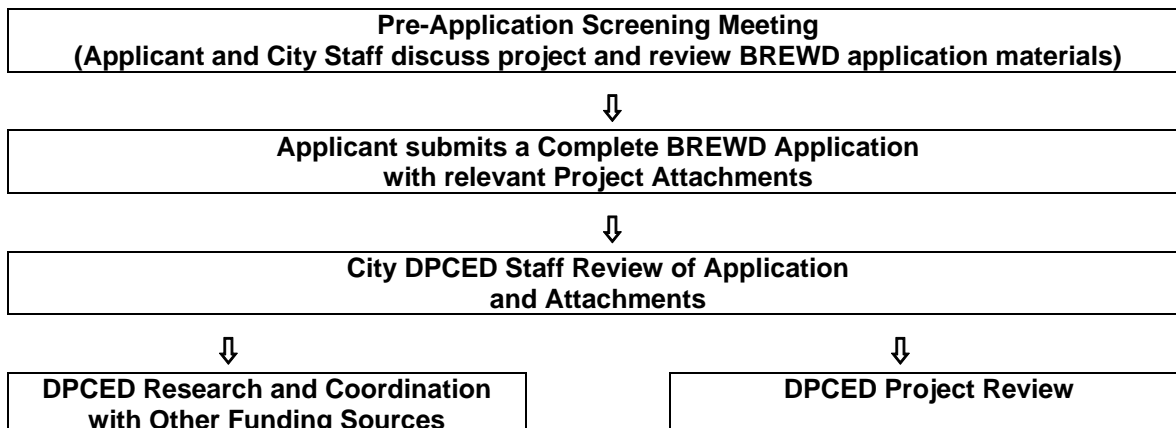 Pre-Application Screening Meeting
(Applicant and City Staff discuss project and review BREWD application materials)
Applicant submits a Complete BREWD Application
with relevant Project Attachments
City DPCED Staff Review of Application
and Attachments
DPCED Research and Coordination
with Other Funding Sources
DPCED Project Review